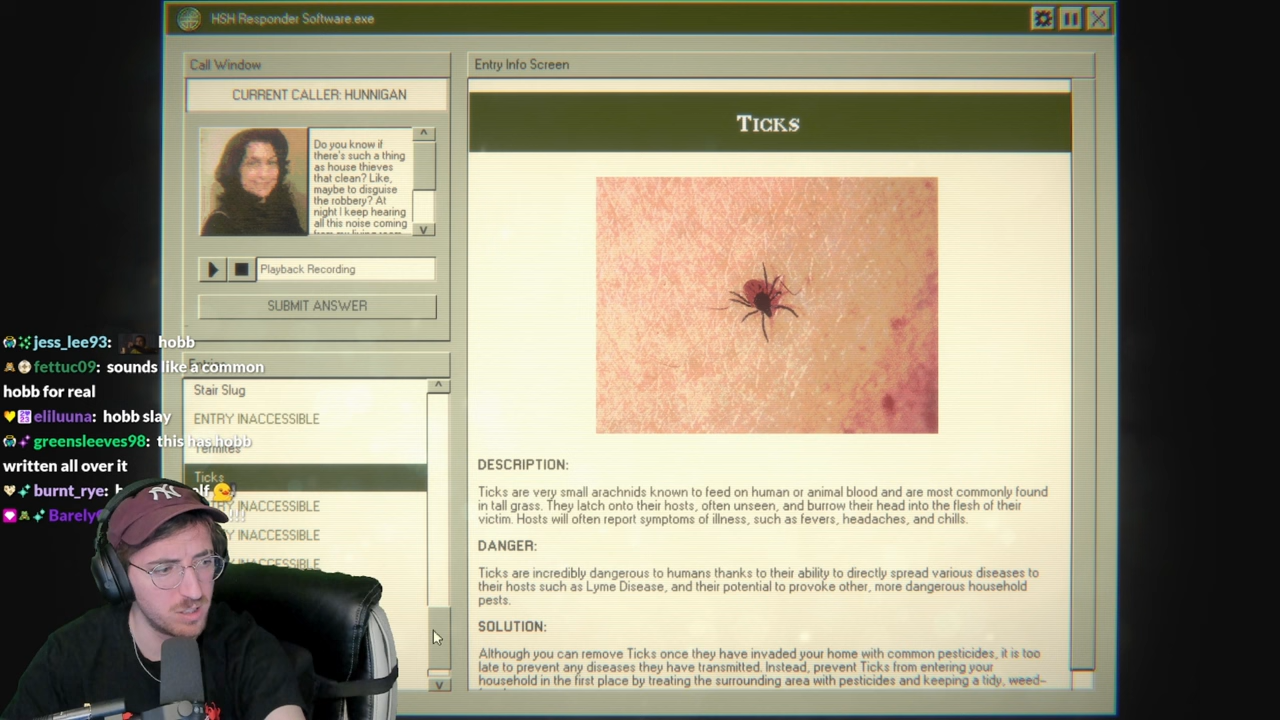 HSH Responder Software.exe
Call Window
CURRENT CALLER: HUNNIGAN
Do you know if
there's such a thing
as house thieves
that clean? Like,
maybe to disguise
the robbery? At
night I keep hearing
all this noise coming
Playback Recording
SUBMIT ANSWER
Entries
Stair Slug
ENTRY INACCESSIBLE
Termites
Ticks
ENTRY INACCESSIBLE
ENTRY INACCESSIBLE
ENTRY INACCESSIBLE
jess_lee93: hobb
fettuc09: sounds like a common
hobb for real
eliluuna: hobb slay
greensleeves98: this has hobb
written all over it
burnt_rye:
Barely
Entry Info Screen
TICKS
DESCRIPTION:
Ticks are very small arachnids known to feed on human or animal blood and are most commonly found
in tall grass. They latch onto their hosts, often unseen, and burrow their head into the flesh of their
victim. Hosts will often report symptoms of illness, such as fevers, headaches, and chills.
DANGER:
Ticks are incredibly dangerous to humans thanks to their ability to directly spread various diseases to
their hosts such as Lyme Disease, and their potential to provoke other, more dangerous household
pests.
SOLUTION:
Although you can remove Ticks once they have invaded your home with common pesticides, it is too
late to prevent any diseases they have transmitted. Instead, prevent Ticks from entering your
household in the first place by treating the surrounding area with pesticides and keeping a tidy, weed-